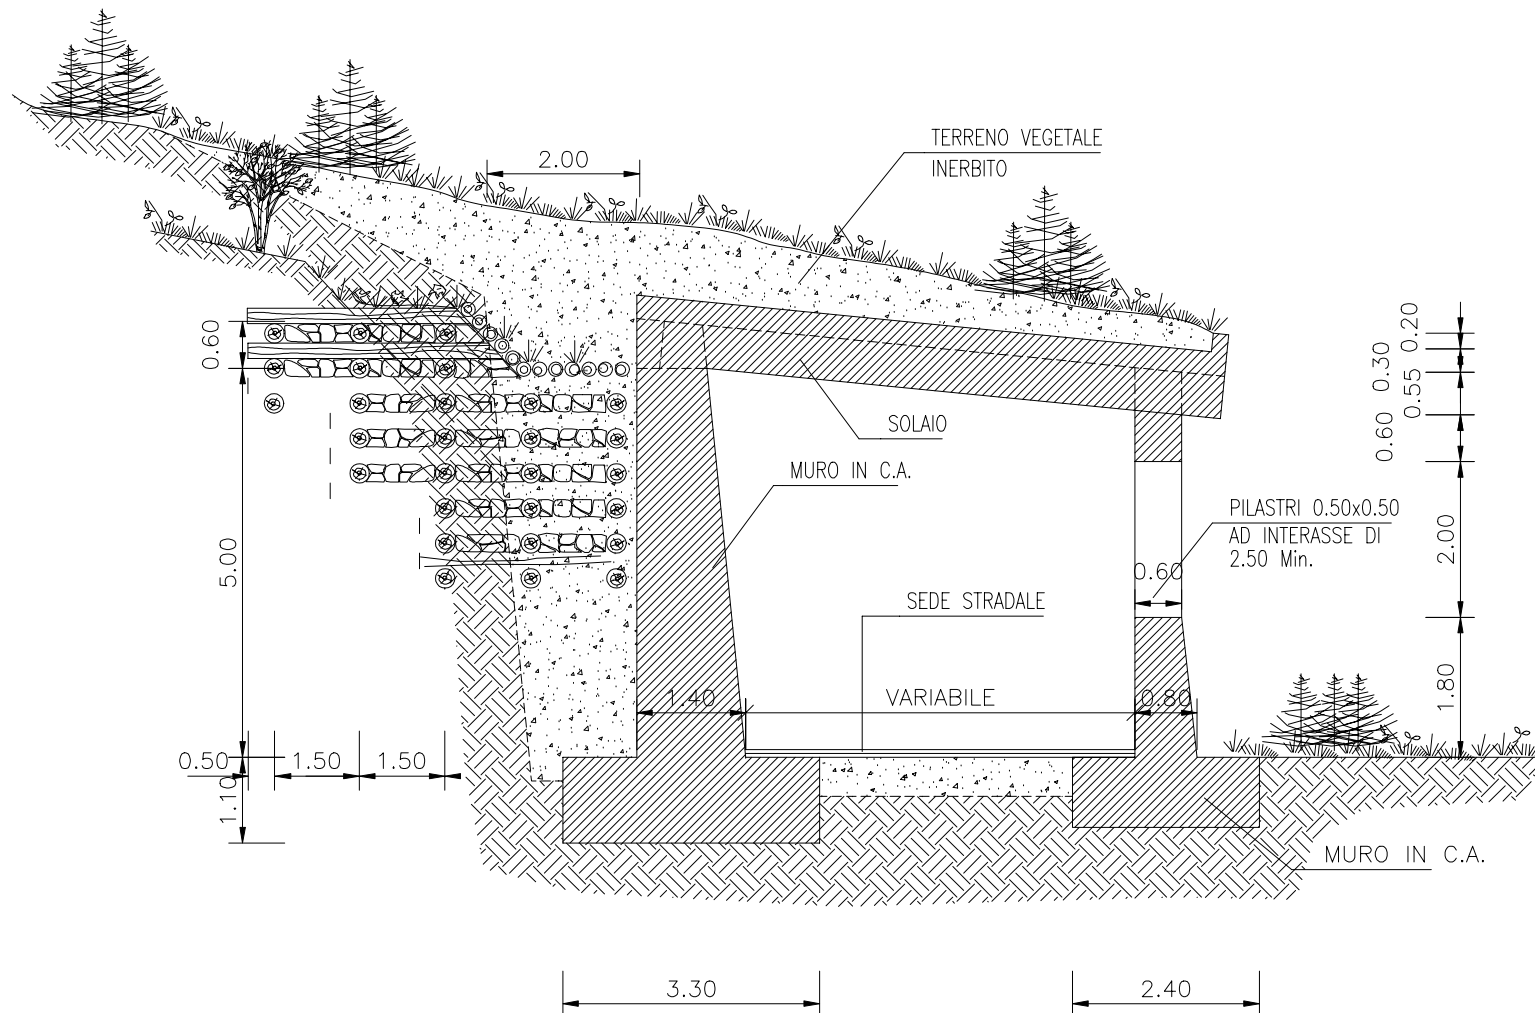 TERRENO VEGETALE
INERBITO
2.00
0.60
0.20
0.30
0.55
0.60
SOLAIO
MURO IN C.A.
PILASTRI 0.50x0.50
AD INTERASSE DI
2.50 Min.
5.00
2.00
0.60
SEDE STRADALE
1.40
VARIABILE
0.80
1.80
0.50
1.50
1.50
1.10
MURO IN C.A.
3.30
2.40